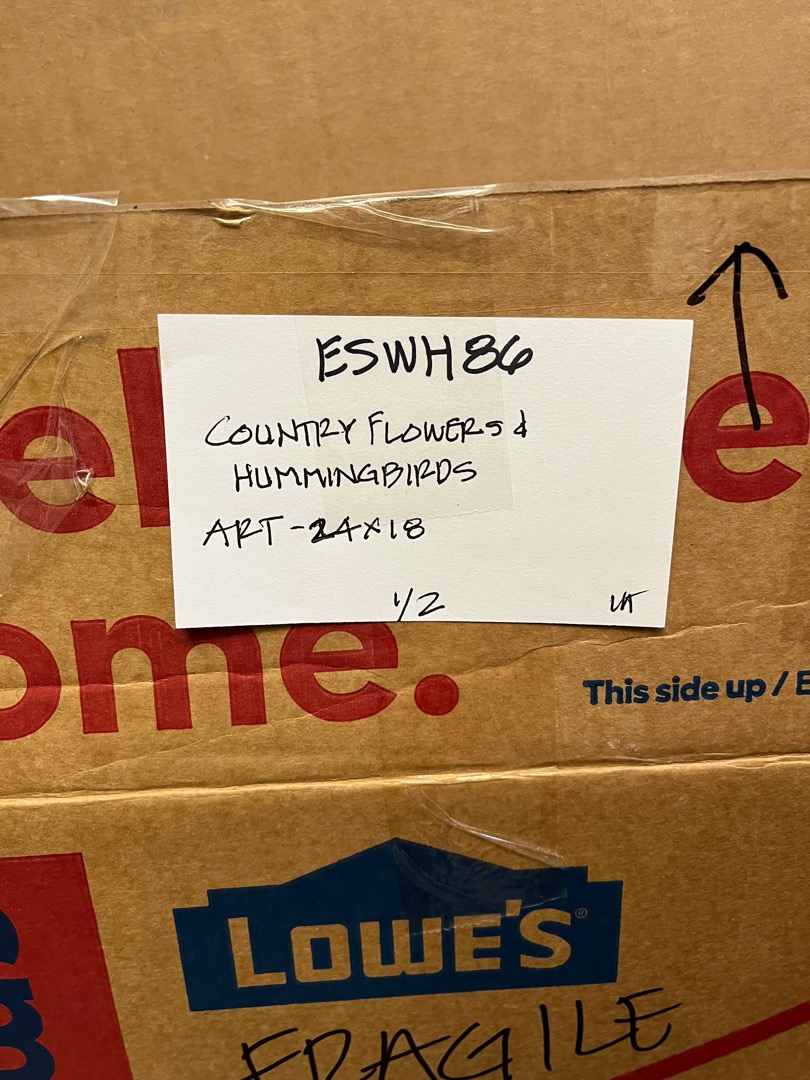 ESWH86
COUNTRY FLOWERS &
HUMMINGBIRDS
ART - 24x18
1/2
el e
ome.
This side up / E
LOWE'S®
FRAGILE